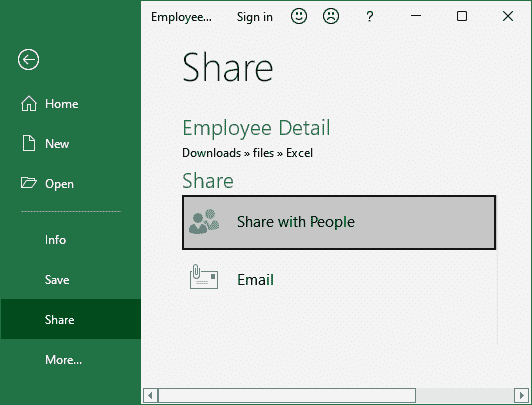 Employee... Sign in ?
Share
Home
New
Open
Info
Save
Share
More...
Employee Detail
Downloads » files » Excel
Share
Share with People
Email